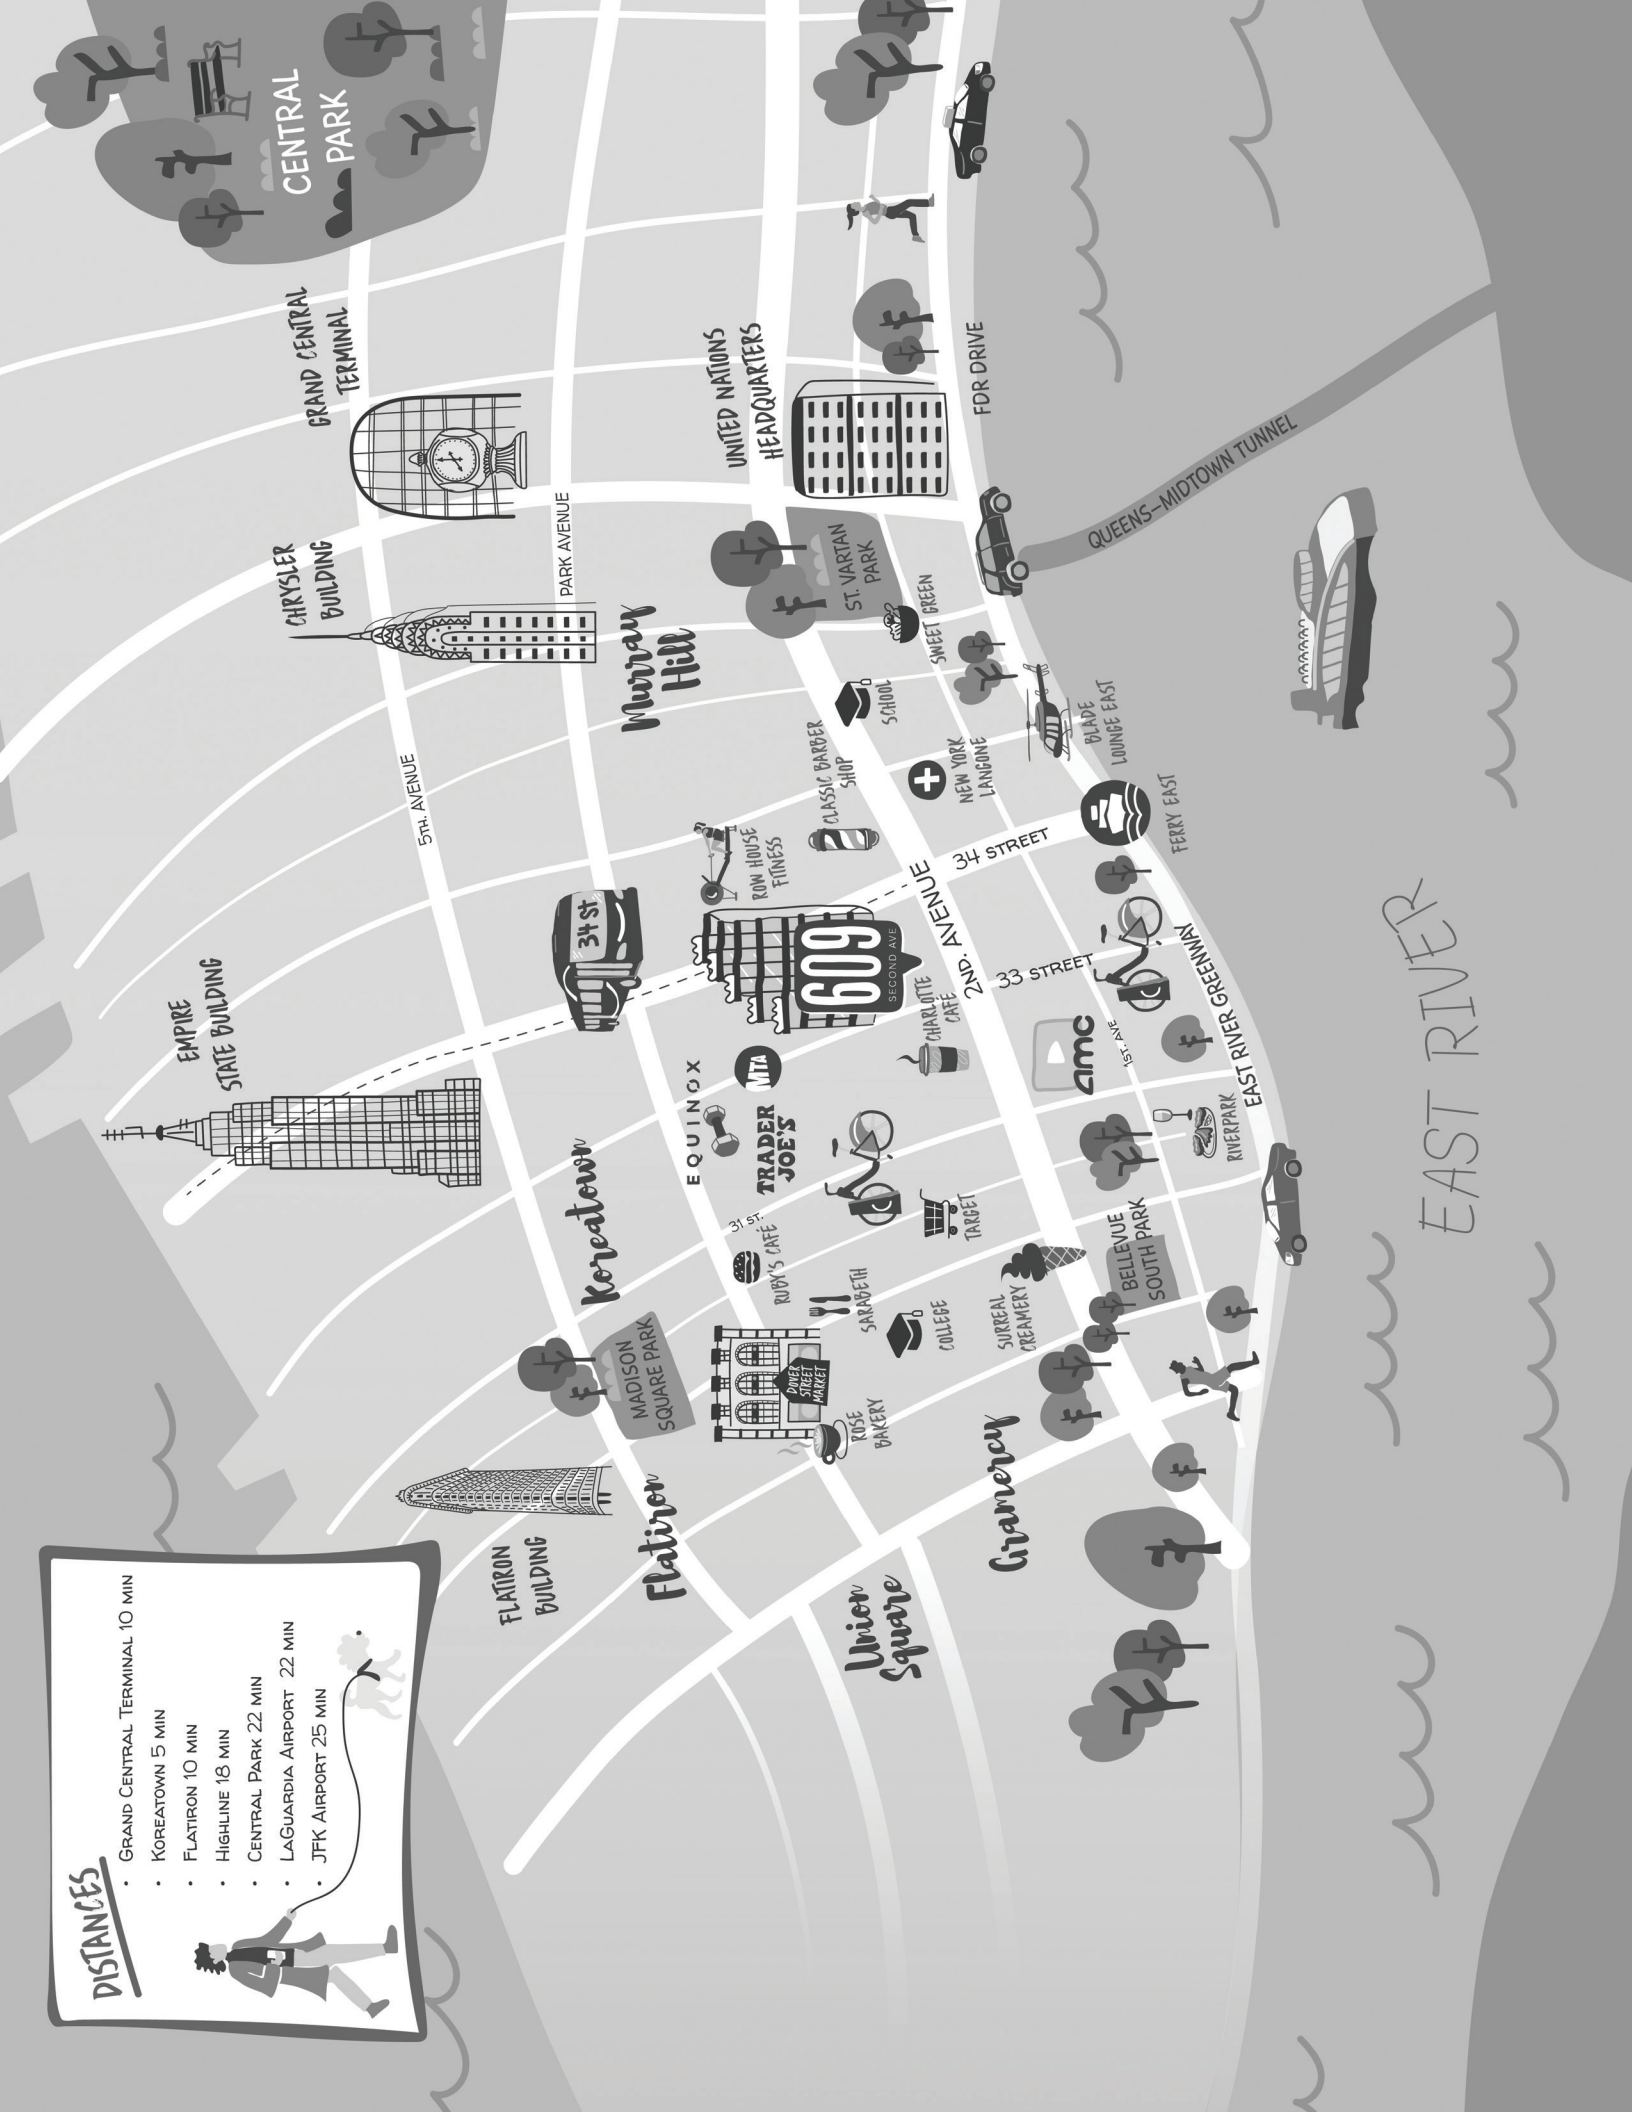 DISTANCES
• GRAND CENTRAL TERMINAL 10 MIN
• KOREATOWN 5 MIN
• FLATIRON 10 MIN
• HIGHLINE 18 MIN
• CENTRAL PARK 22 MIN
• LAGUARDIA AIRPORT 22 MIN
• JFK AIRPORT 25 MIN
EMPIRE
STATE BUILDING
CHRYSLER
BUILDING
GRAND CENTRAL
TERMINAL
CENTRAL
PARK
5TH. AVENUE
PARK AVENUE
FLATIRON
BUILDING
Flatiron
MADISON
SQUARE PARK
Koreatown
34 ST
Murray
Hill
EQUINOX
MTA
TRADER
JOE'S
31 ST.
RUBY'S CAFÉ
SARABETH
DOVER
STREET
MARKET
ROSE
BAKERY
COLLEGE
Union
Square
Gramercy
SURREAL
CREAMERY
TARGET
609
SECOND AVE
ROW HOUSE
FITNESS
CLASSIC BARBER
SHOP
CHARLOTTE
CAFÉ
2ND. AVENUE
34 STREET
33 STREET
SCHOOL
NEW YORK
LANGONE
SWEET GREEN
ST. VARTAN
PARK
UNITED NATIONS
HEADQUARTERS
FDR DRIVE
QUEENS-MIDTOWN TUNNEL
BLADE
LOUNGE EAST
FERRY EAST
amc
1ST. AVE
EAST RIVER GREENWAY
RIVERPARK
BELLEVUE
SOUTH PARK
EAST RIVER